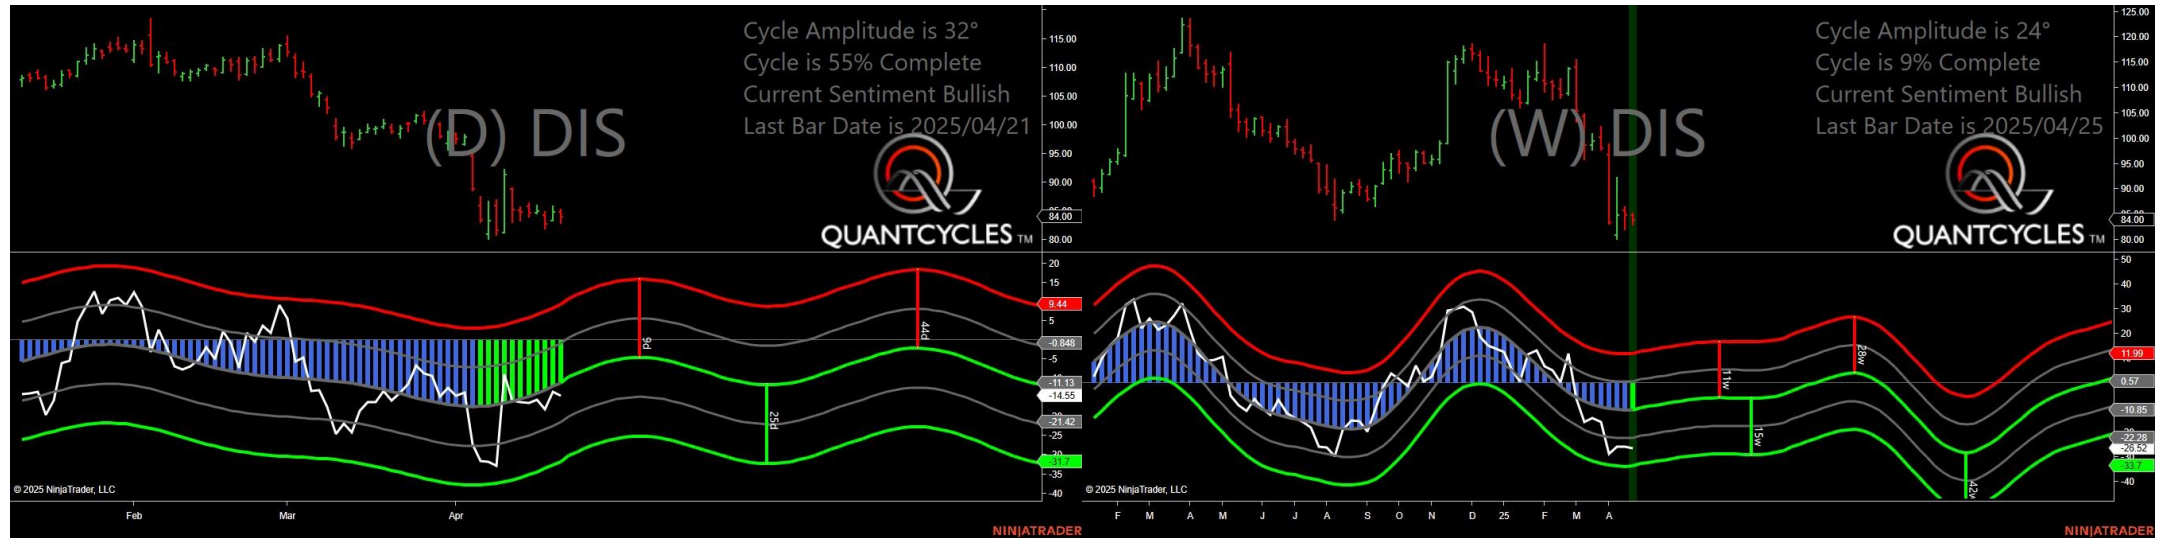 Cycle Amplitude is 32°
Cycle is 55% Complete
Current Sentiment Bullish
Last Bar Date is 2025/04/21
(D) DIS
QUANTCYCLES TM
115.00
110.00
105.00
100.00
95.00
90.00
84.00
80.00
20
15
9.44
5
-0.848
-5
-11.13
-14.55
-21.42
-25
-31.7
-35
-40
9d
25d
44d
© 2025 NinjaTrader, LLC
Feb Mar Apr
NINJATRADER
Cycle Amplitude is 24°
Cycle is 9% Complete
Current Sentiment Bullish
Last Bar Date is 2025/04/25
(W) DIS
QUANTCYCLES TM
125.00
120.00
115.00
110.00
105.00
100.00
95.00
90.00
84.00
80.00
50
40
30
20
11.99
0.57
-10.85
-22.28
-26.52
-33.7
-40
11w
15w
28w
42w
© 2025 NinjaTrader, LLC
F M A M J J A S O N D 25 F M A
NINJATRADER